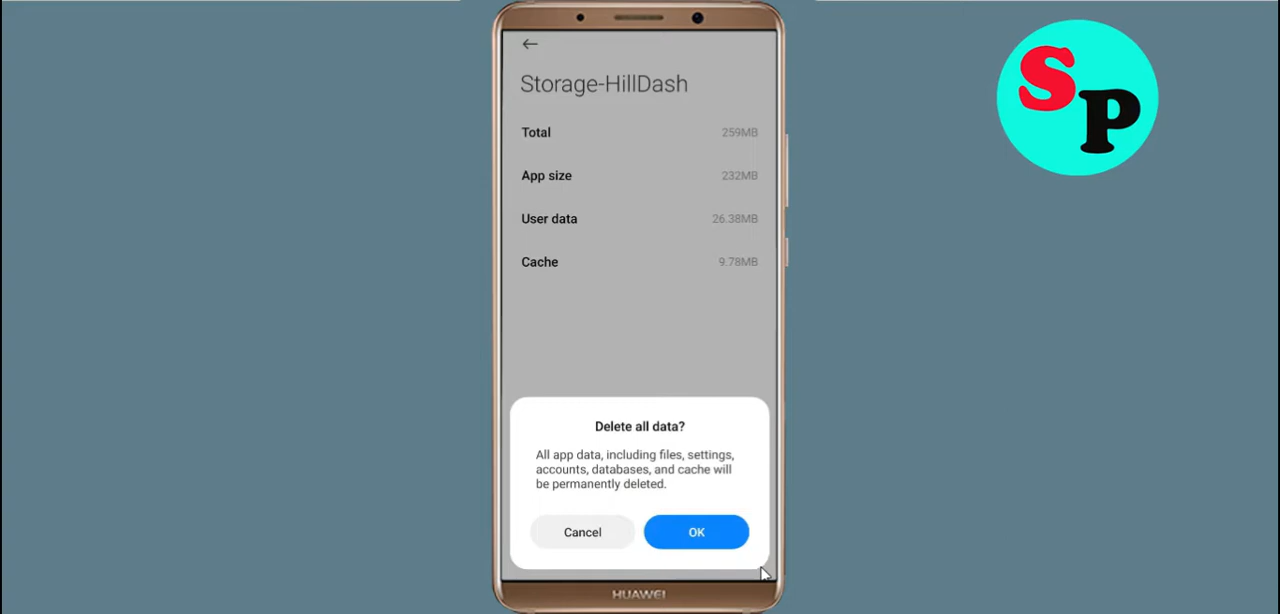 Storage-HillDash
Total 259MB
App size 232MB
User data 26.38MB
Cache 9.78MB
Delete all data?
All app data, including files, settings,
accounts, databases, and cache will
be permanently deleted.
Cancel OK
HUAWEI
SP